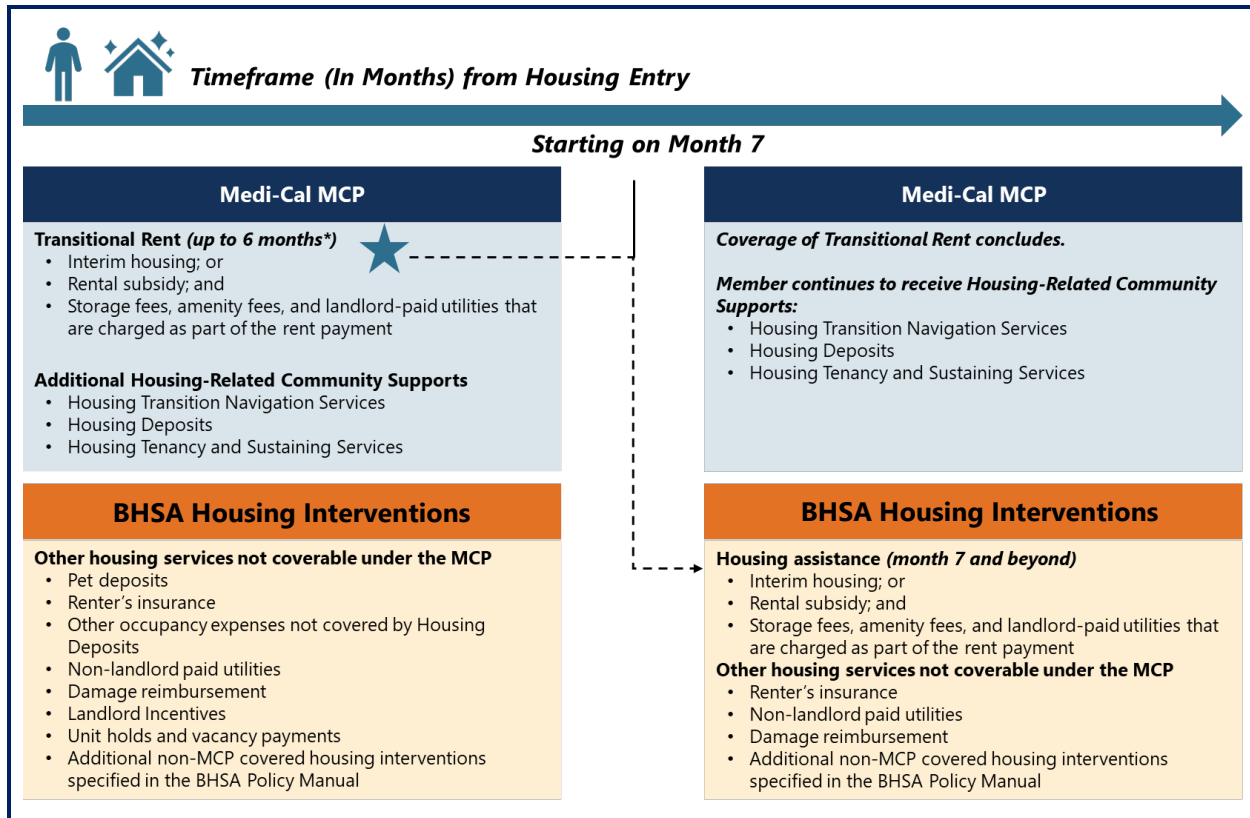 Timeframe (In Months) from Housing Entry
Starting on Month 7
Medi-Cal MCP
Transitional Rent (up to 6 months*)
• Interim housing; or
• Rental subsidy; and
• Storage fees, amenity fees, and landlord-paid utilities that
are charged as part of the rent payment
Additional Housing-Related Community Supports
• Housing Transition Navigation Services
• Housing Deposits
• Housing Tenancy and Sustaining Services
BHSA Housing Interventions
Other housing services not coverable under the MCP
• Pet deposits
• Renter's insurance
• Other occupancy expenses not covered by Housing
Deposits
• Non-landlord paid utilities
• Damage reimbursement
• Landlord Incentives
• Unit holds and vacancy payments
• Additional non-MCP covered housing interventions
specified in the BHSA Policy Manual
Medi-Cal MCP
Coverage of Transitional Rent concludes.
Member continues to receive Housing-Related Community
Supports:
• Housing Transition Navigation Services
• Housing Deposits
• Housing Tenancy and Sustaining Services
BHSA Housing Interventions
Housing assistance (month 7 and beyond)
• Interim housing; or
• Rental subsidy; and
• Storage fees, amenity fees, and landlord-paid utilities that
are charged as part of the rent payment
Other housing services not coverable under the MCP
• Renter's insurance
• Non-landlord paid utilities
• Damage reimbursement
• Additional non-MCP covered housing interventions
specified in the BHSA Policy Manual